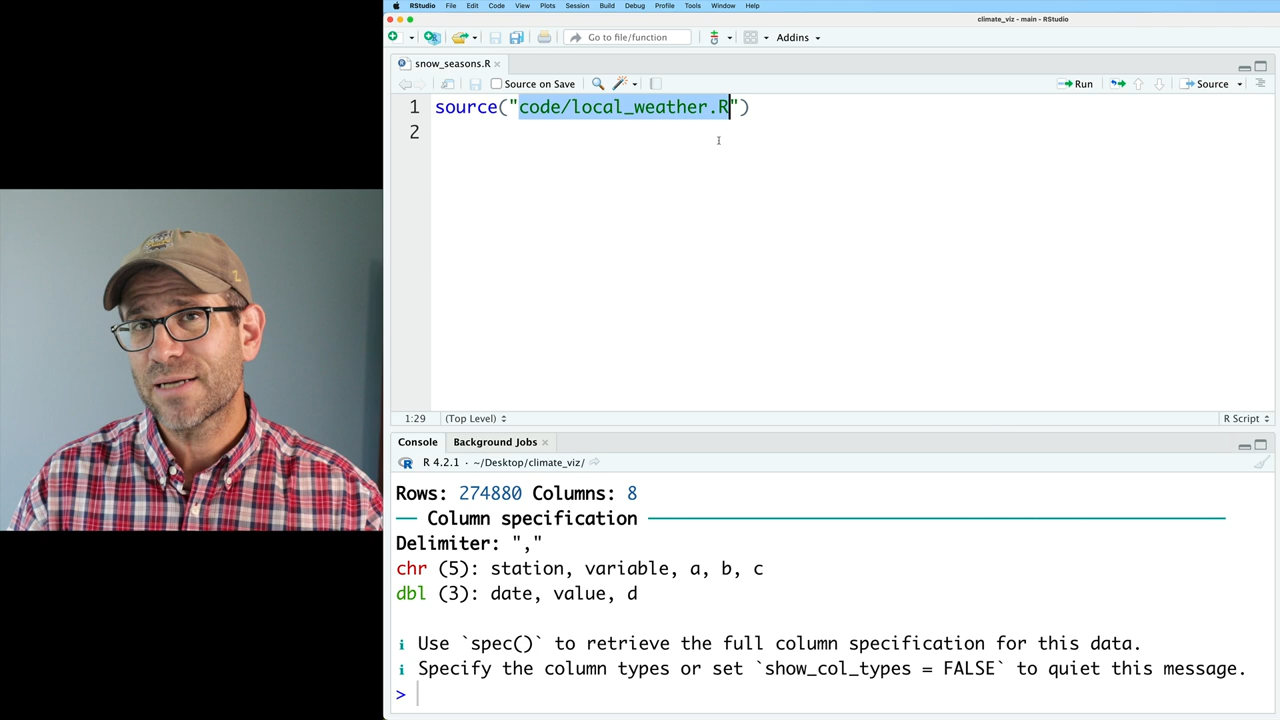 RStudio File Edit Code View Plots Session Build Debug Profile Tools Window Help
climate_viz - main - RStudio
Go to file/function Addins
snow_seasons.R
Source on Save Run Source
1 source("code/local_weather.R")
2
1:29 (Top Level) R Script
Console Background Jobs
R 4.2.1 · ~/Desktop/climate_viz/
Rows: 274880 Columns: 8
── Column specification ──
Delimiter: ","
chr (5): station, variable, a, b, c
dbl (3): date, value, d
ℹ Use `spec()` to retrieve the full column specification for this data.
ℹ Specify the column types or set `show_col_types = FALSE` to quiet this message.
>